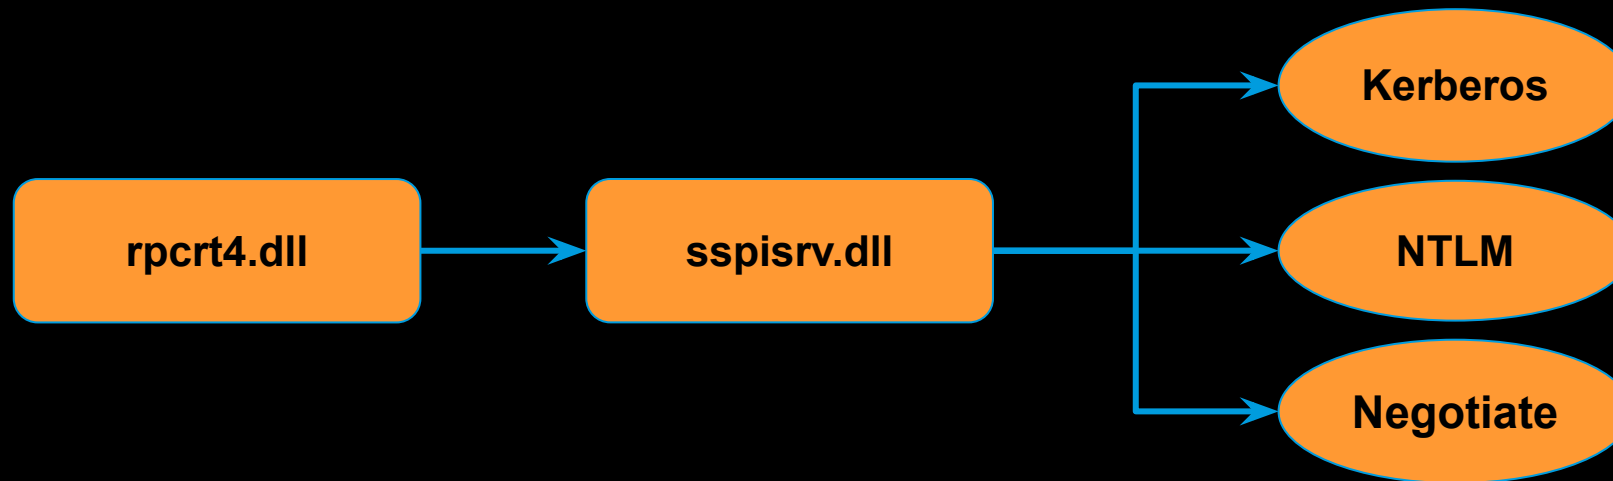 rpcrt4.dll
sspisrv.dll
Kerberos
NTLM
Negotiate